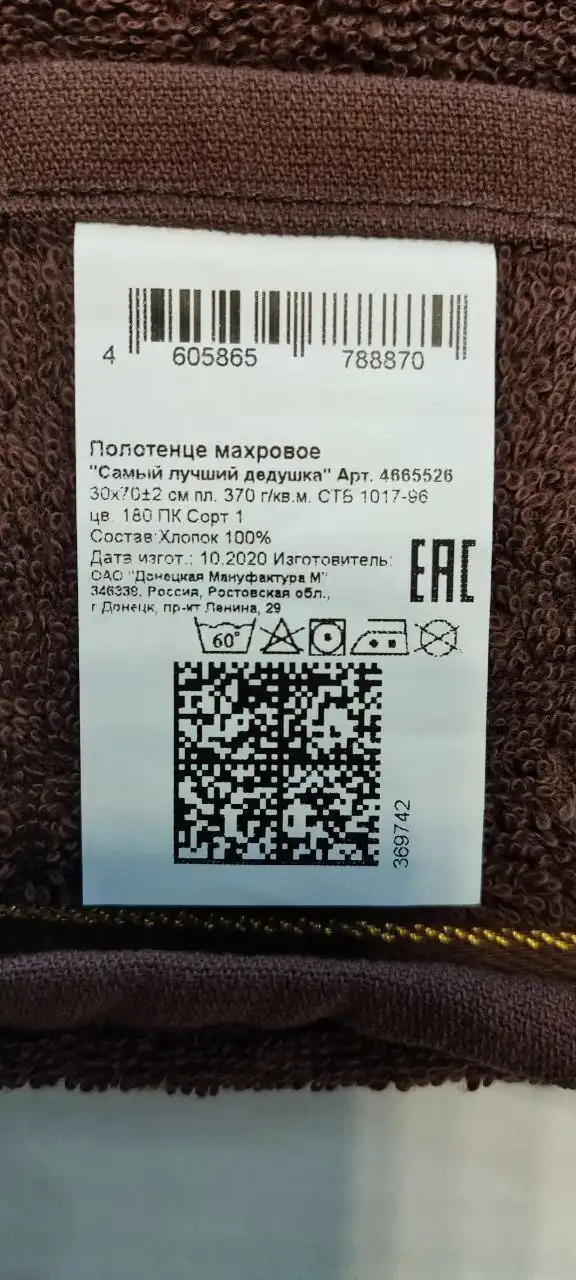 4 605865 788870
Полотенце махровое
"Самый лучший дедушка" Арт. 4665526
30х70±2 см пл. 370 г/кв.м. СТБ 1017-96
цв. 180 ПК Сорт 1
Состав:Хлопок 100%
Дата изгот.: 10.2020 Изготовитель:
ОАО "Донецкая Мануфактура М"
346339, Россия, Ростовская обл.,
г Донецк, пр-кт Ленина, 29
EAC
60°
369742